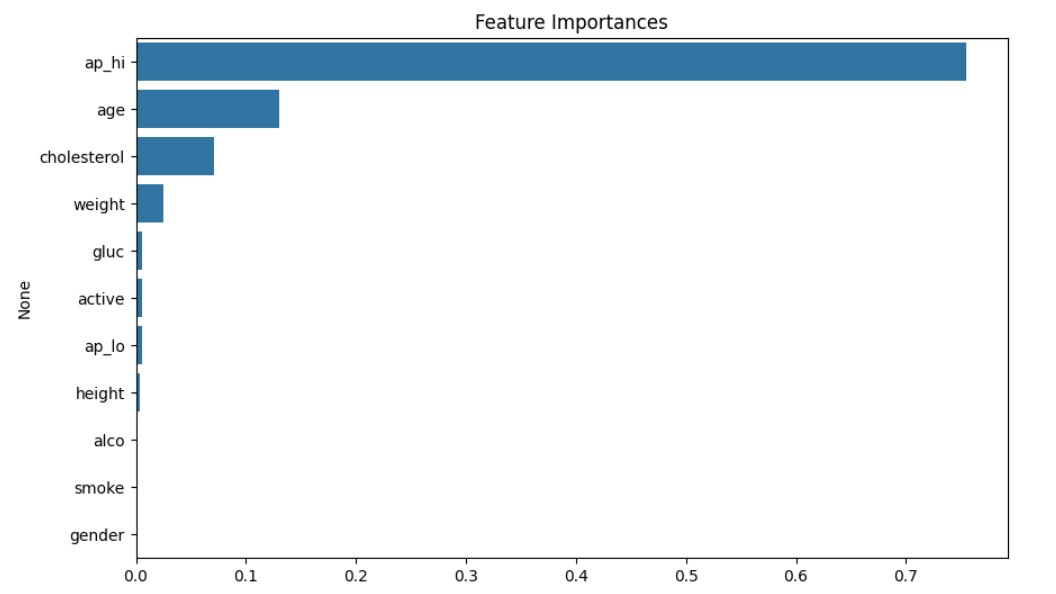 Feature Importances
ap_hi
age
cholesterol
weight
gluc
active
ap_lo
height
alco
smoke
gender
None
0.0 0.1 0.2 0.3 0.4 0.5 0.6 0.7